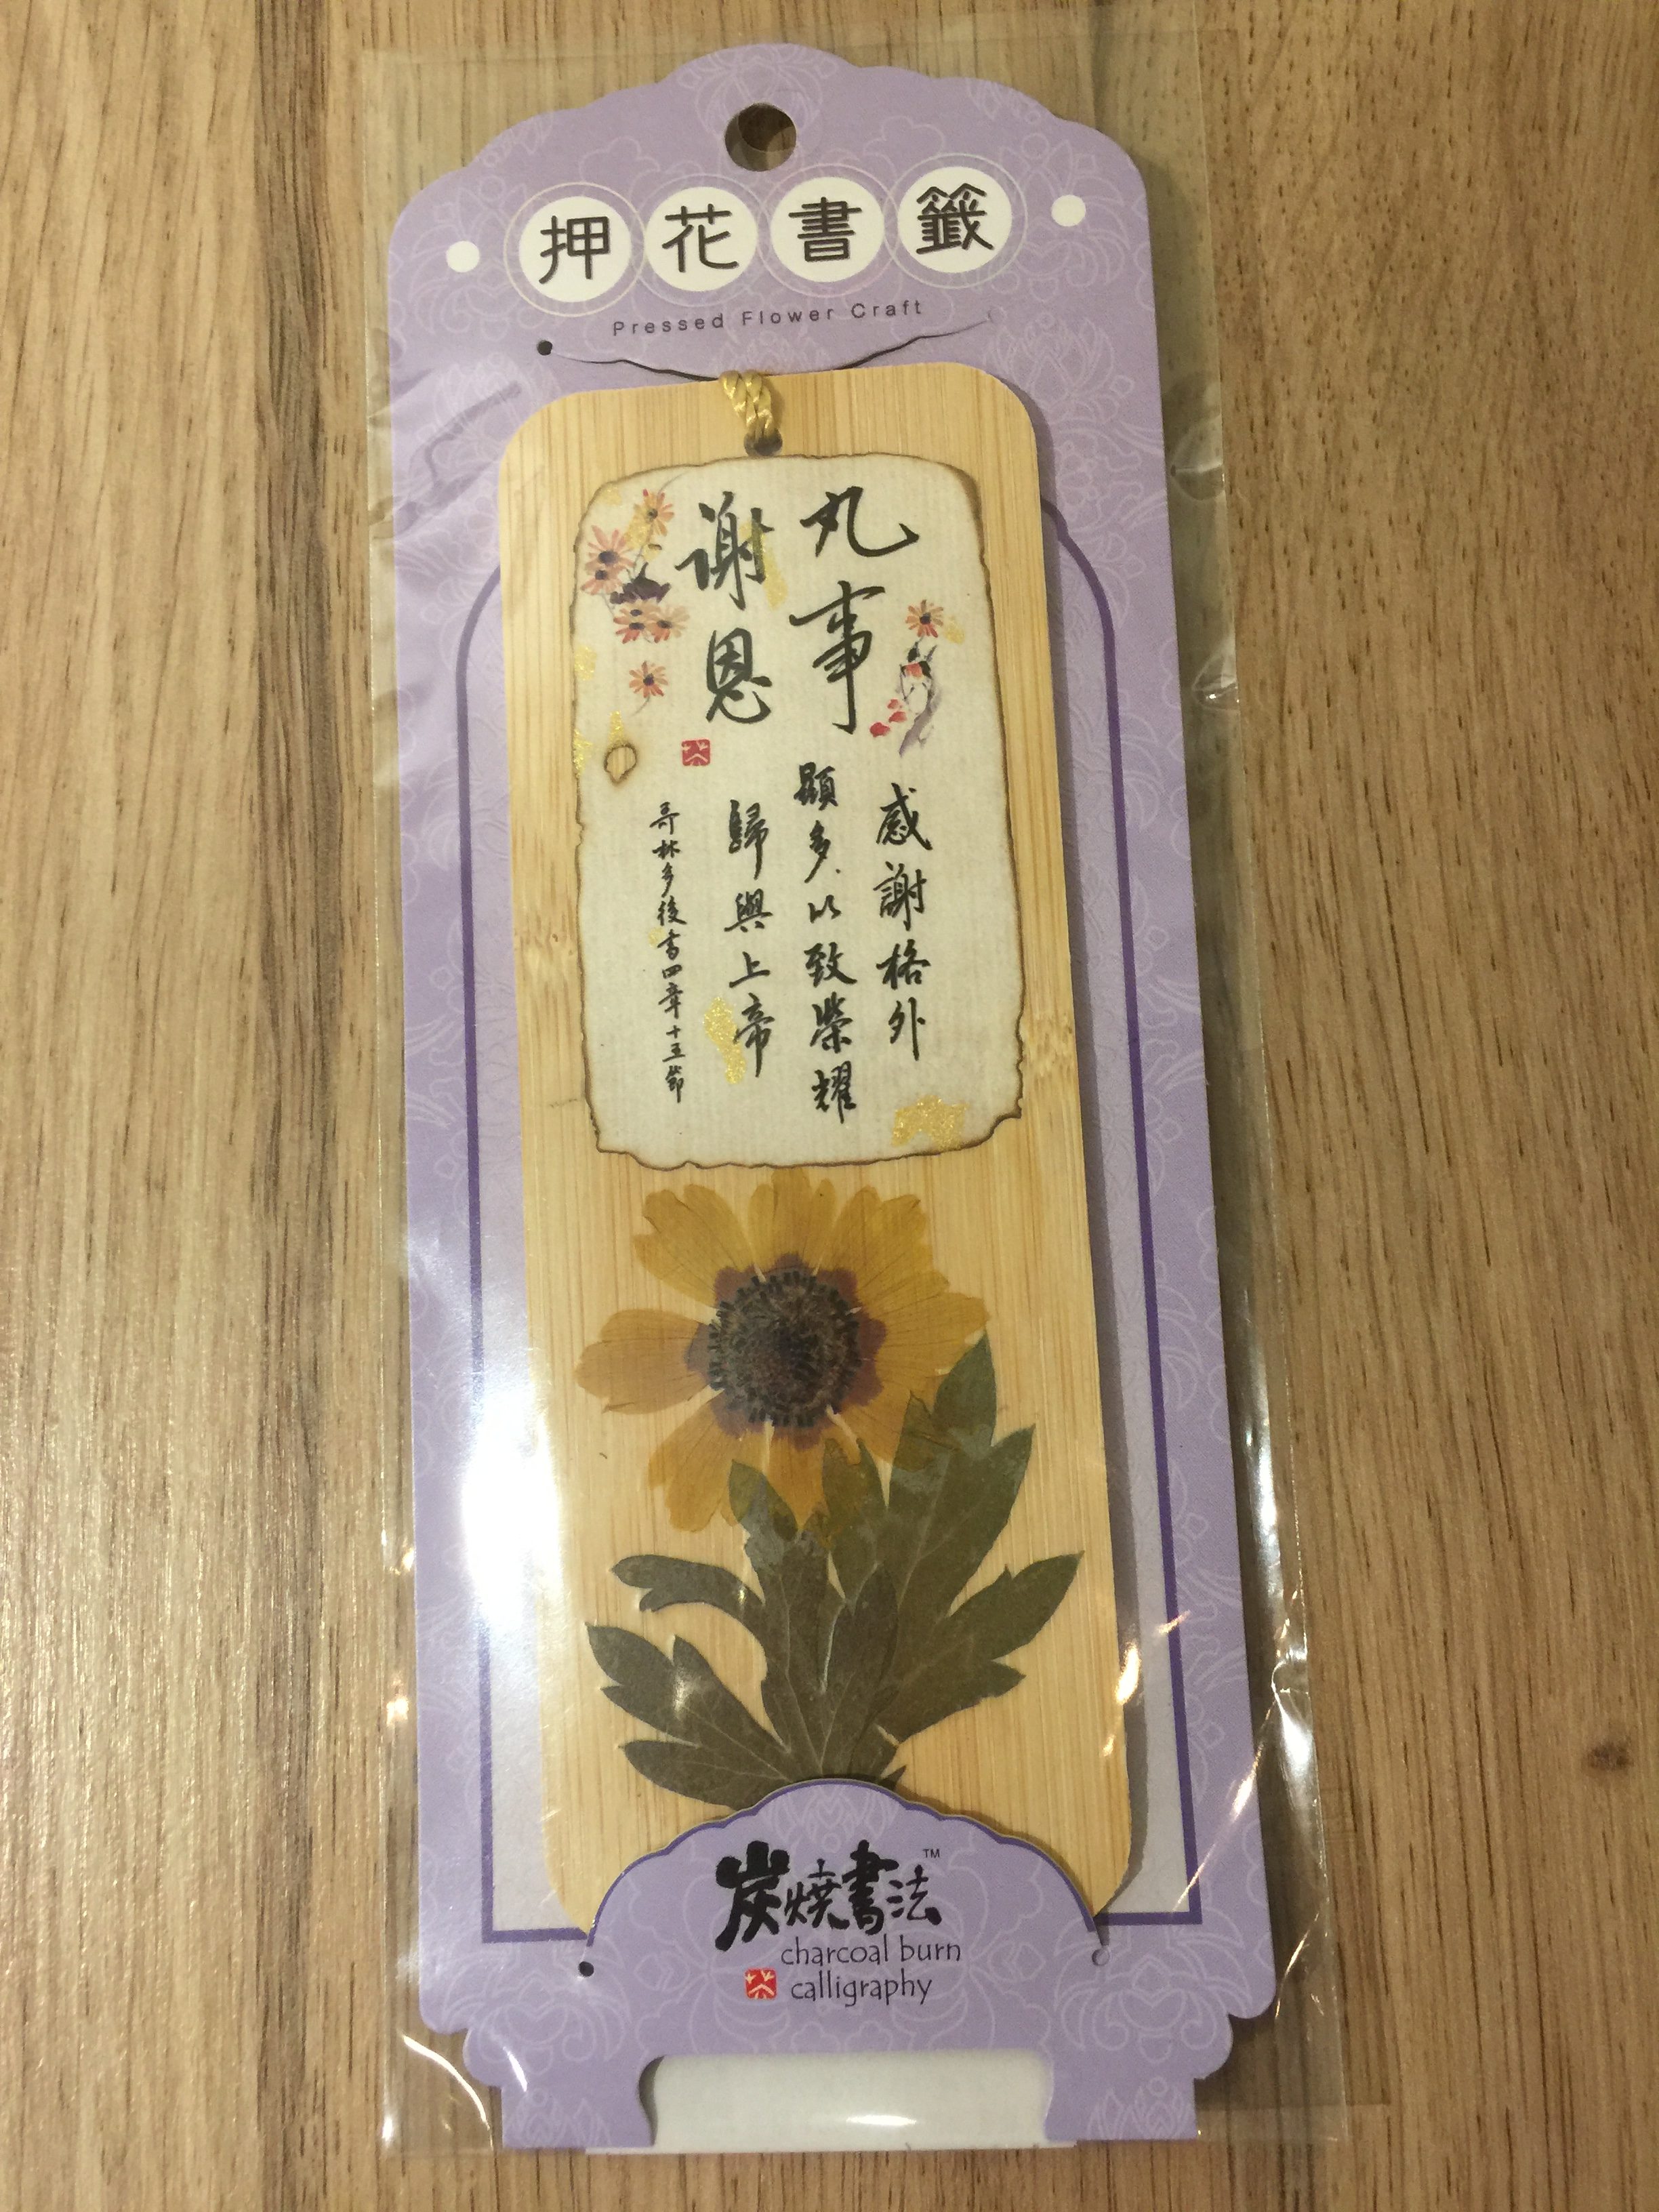 押花書籤
Pressed Flower Craft
凡事
謝恩
感謝格外
顯多以致榮耀
歸與上帝
哥林多後書四章十五節
炭燒書法™
charcoal burn
calligraphy